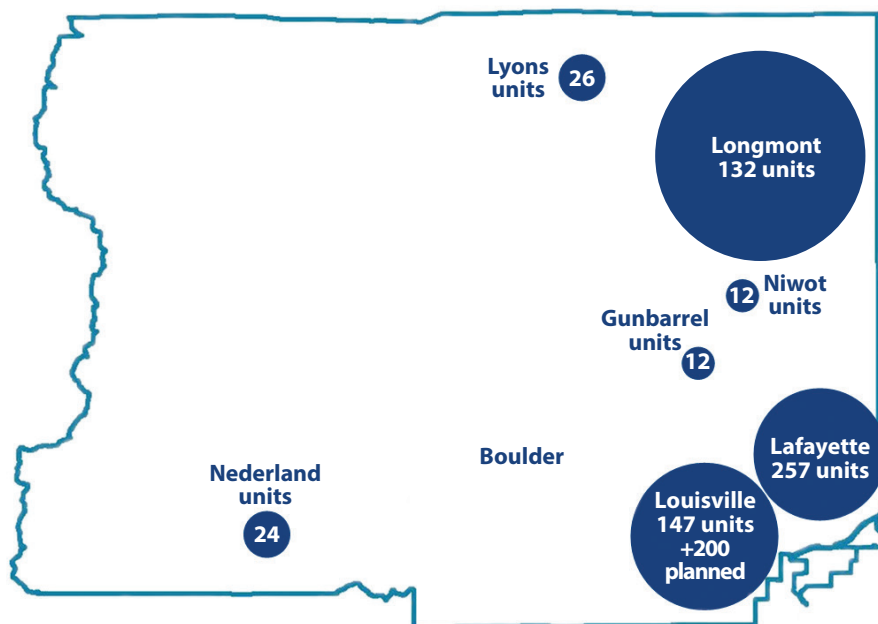 Lyons
units
26
Longmont
132 units
12
Niwot
units
Gunbarrel
units
12
Lafayette
257 units
Boulder
Nederland
units
24
Louisville
147 units
+200
planned